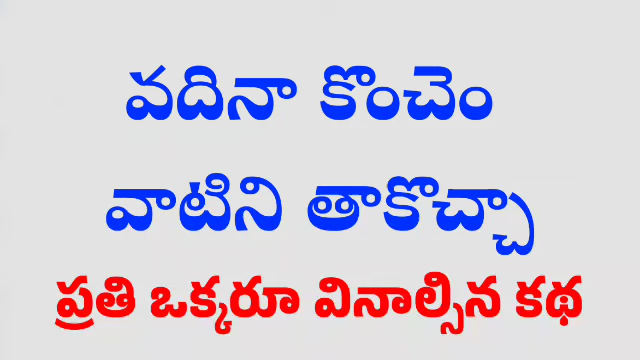 వదినా కొంచెం
వాటిని తాకొచ్చా
ప్రతి ఒక్కరూ వినాల్సిన కథ